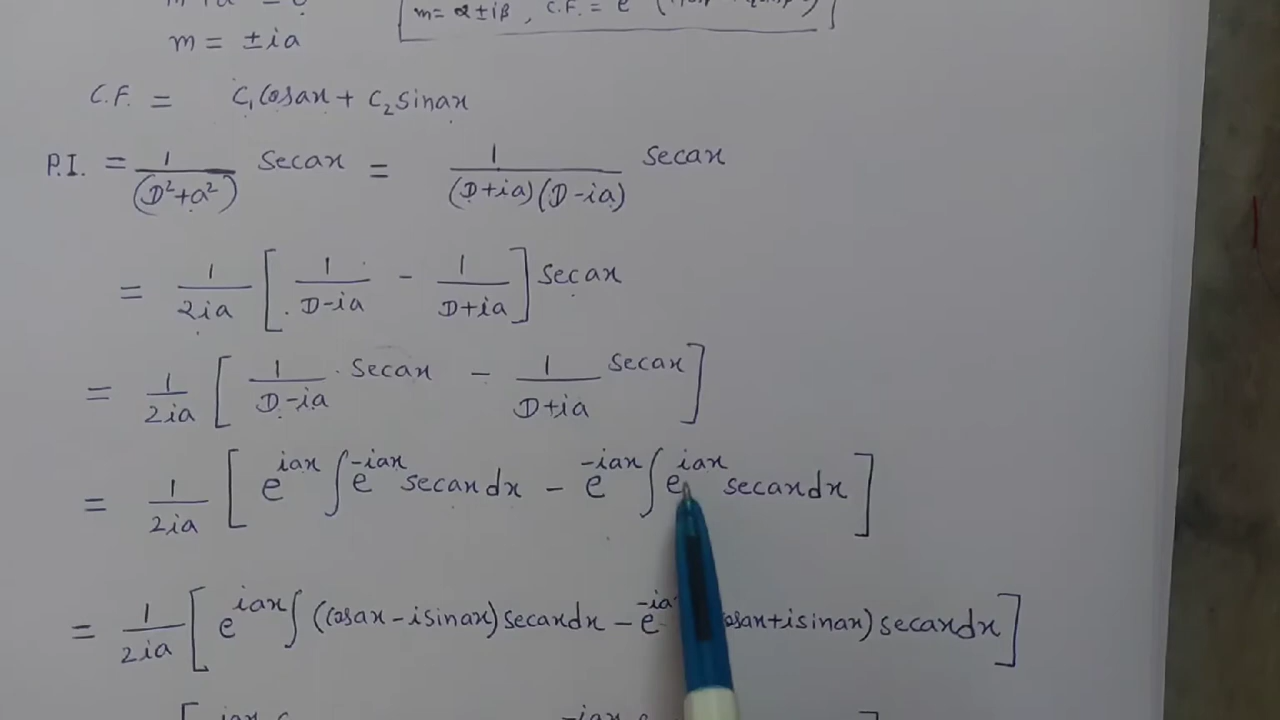 m = ±ia
m = α ± iβ , C.F. = e
C.F. = C₁Cosax + C₂Sinax
P.I. = 1/(D²+a²) Secax = 1/((D+ia)(D-ia)) Secax
= 1/2ia [ 1/D-ia - 1/D+ia ] Secax
= 1/2ia [ 1/D-ia · Secax - 1/D+ia Secax ]
= 1/2ia [ e^iax ∫ e^-iax secax dx - e^-iax ∫ e^iax secax dx ]
= 1/2ia [ e^iax ∫ (Cosax - isinax) secax dx - e^-ia osax + isinax) secax dx ]